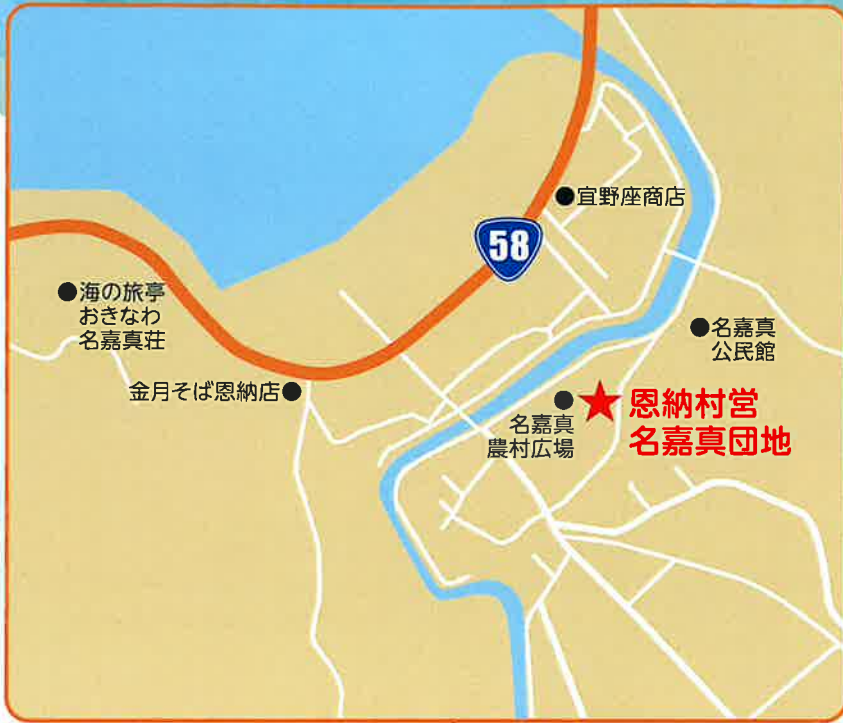 宜野座商店
58
海の旅亭
おきなわ
名嘉真荘
名嘉真
公民館
金月そば恩納店
恩納村営
名嘉真団地
名嘉真
農村広場